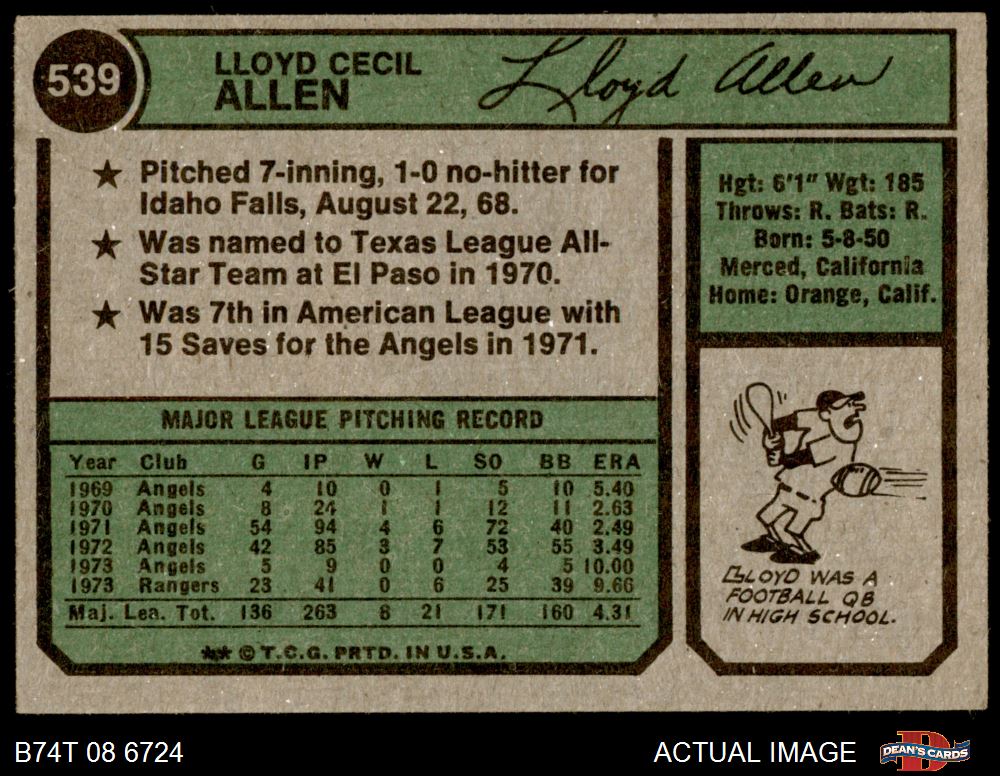 539
LLOYD CECIL
ALLEN
Lloyd Allen
★ Pitched 7-inning, 1-0 no-hitter for
Idaho Falls, August 22, 68.
★ Was named to Texas League All-
Star Team at El Paso in 1970.
★ Was 7th in American League with
15 Saves for the Angels in 1971.
Hgt: 6'1" Wgt: 185
Throws: R. Bats: R.
Born: 5-8-50
Merced, California
Home: Orange, Calif.
MAJOR LEAGUE PITCHING RECORD
Year Club G IP W L SO BB ERA
1969 Angels 4 10 0 1 5 10 5.40
1970 Angels 8 24 1 1 12 11 2.63
1971 Angels 54 94 4 6 72 40 2.49
1972 Angels 42 85 3 7 53 55 3.49
1973 Angels 5 9 0 0 4 5 10.00
1973 Rangers 23 41 0 6 25 39 9.66
Maj. Lea. Tot. 136 263 8 21 171 160 4.31
★★ © T.C.G. PRTD. IN U.S.A.
LLOYD WAS A
FOOTBALL QB
IN HIGH SCHOOL.
B74T 08 6724
ACTUAL IMAGE
DEAN'S CARDS